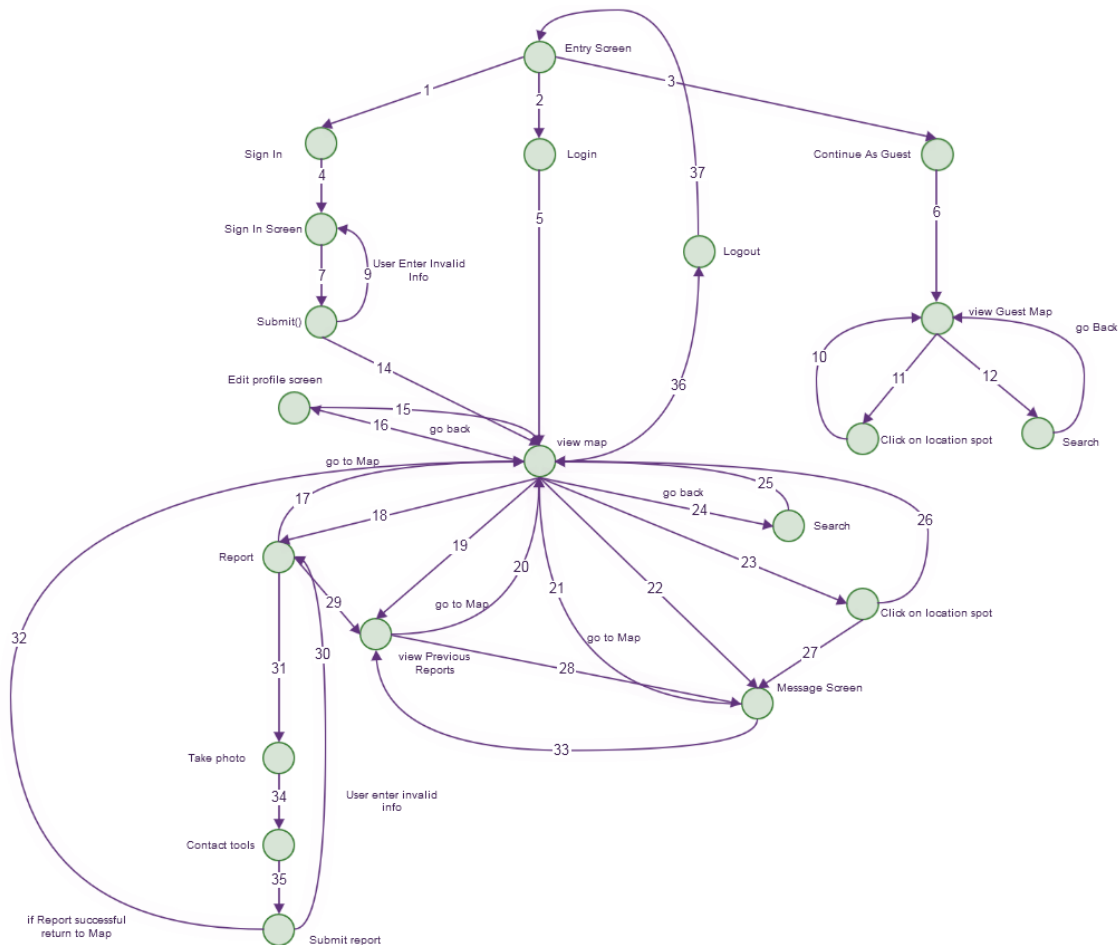 Entry Screen
1
2
3
Sign In
Login
Continue As Guest
4
37
5
6
Sign In Screen
Logout
User Enter Invalid
Info
7
9
view Guest Map
Submit()
go Back
10
14
11
12
Edit profile screen
36
15
16
go back
view map
Click on location spot
Search
go to Map
25
17
go back
24
18
Search
26
19
Report
20
23
21
22
29
go to Map
Click on location spot
32
30
go to Map
27
view Previous
Reports
28
31
Message Screen
33
Take photo
34
User enter invalid
info
Contact tools
35
if Report successful
return to Map
Submit report